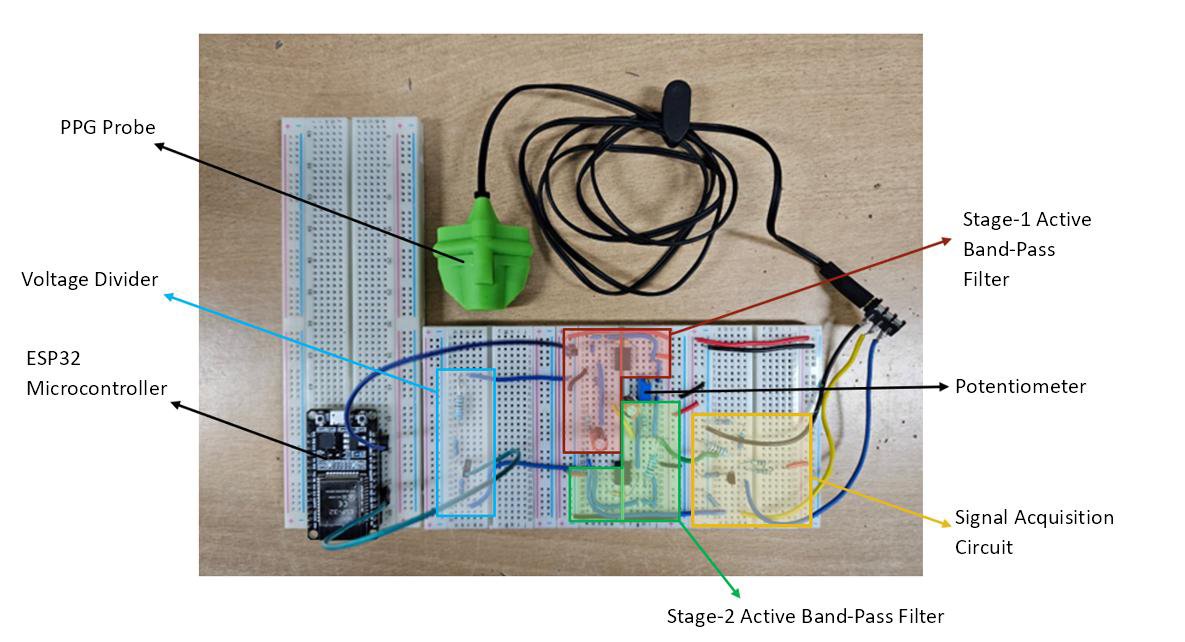 PPG Probe
Stage-1 Active
Band-Pass
Filter
Voltage Divider
ESP32
Microcontroller
Potentiometer
Signal Acquisition
Circuit
Stage-2 Active Band-Pass Filter